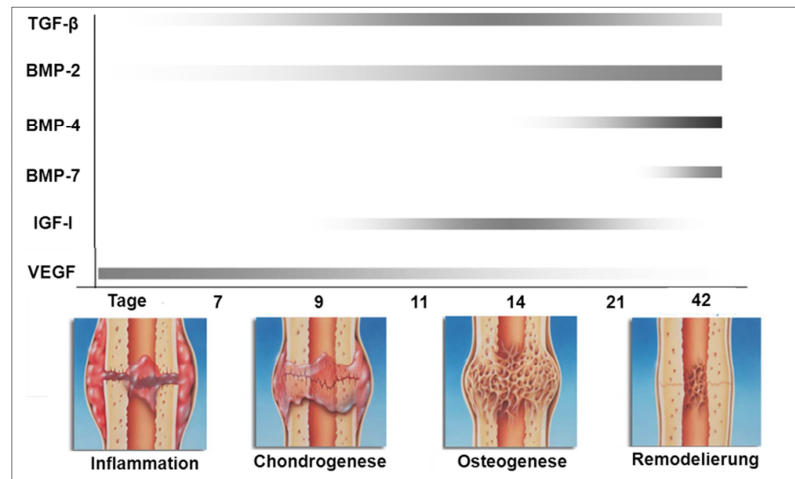 TGF-β
BMP-2
BMP-4
BMP-7
IGF-I
VEGF
Tage 7 9 11 14 21 42
Inflammation Chondrogenese Osteogenese Remodelierung